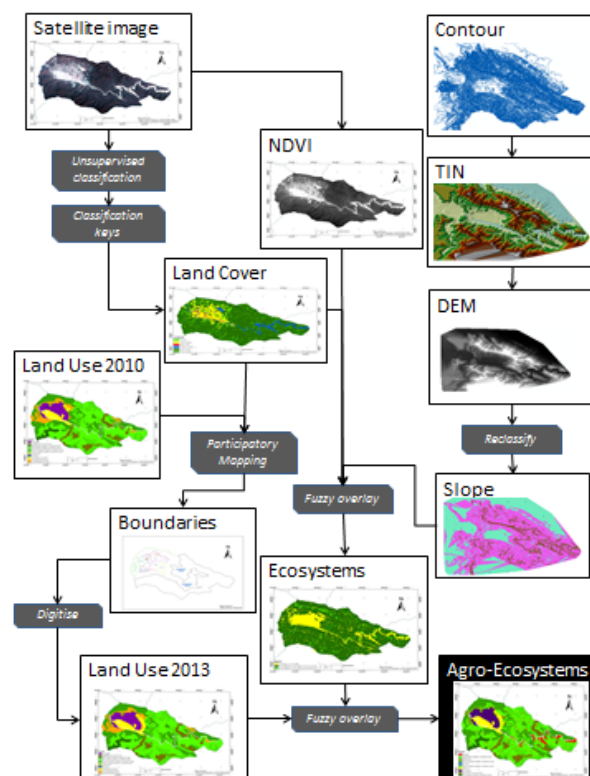 Satellite image
Contour
Unsupervised
classification
NDVI
TIN
Classification
keys
Land Cover
DEM
Land Use 2010
Participatory
Mapping
Reclassify
Fuzzy overlay
Slope
Boundaries
Ecosystems
Digitise
Land Use 2013
Fuzzy overlay
Agro-Ecosystems